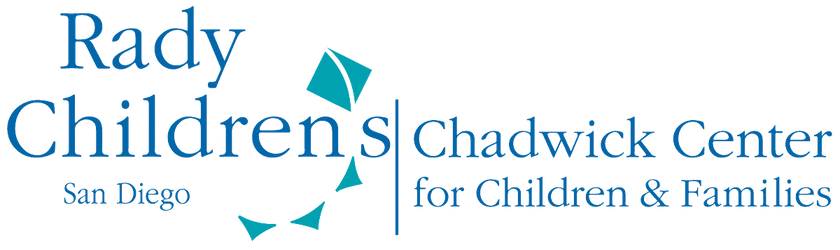 Rady
Children's
San Diego
Chadwick Center
for Children & Families